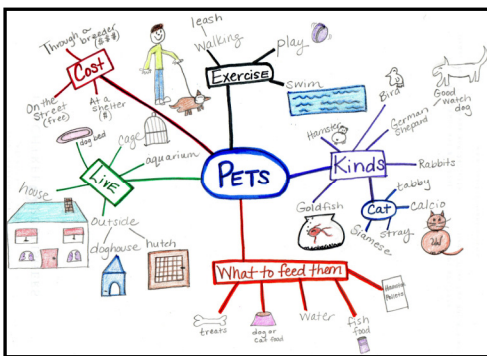 PETS
Cost
Through a
breeder
($$$)
On the
Street
(free)
At a
shelter
($)
Exercise
leash
walking
play
swim
Kinds
Hamster
Bird
German
Shepard
Good
Watch
dog
Rabbits
Cat
tabby
calcio
stray
Siamese
Goldfish
What to feed them
treats
dog or
cat food
water
fish
food
Hamster
Pellets
Live
dog bed
cage
aquarium
house
outside
doghouse
hutch